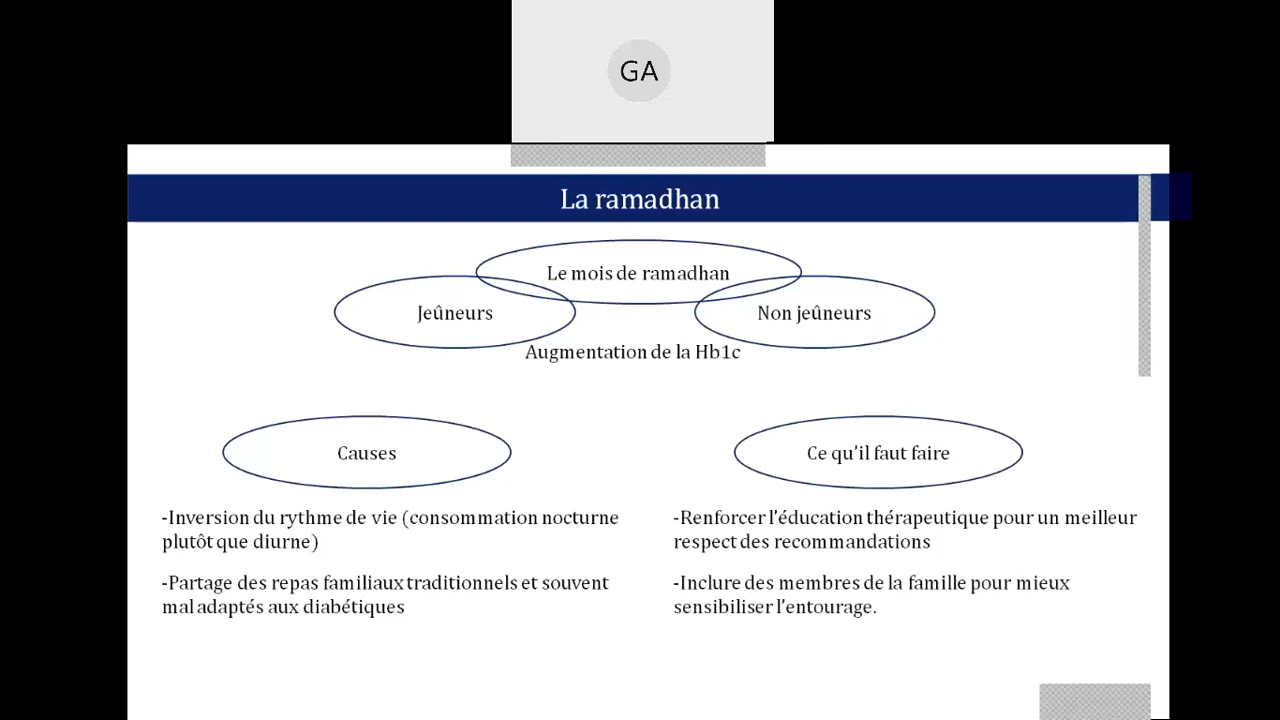 GA
La ramadhan
Le mois de ramadhan
Jeûneurs
Non jeûneurs
Augmentation de la Hb1c
Causes
Ce qu'il faut faire
-Inversion du rythme de vie (consommation nocturne
plutôt que diurne)
-Partage des repas familiaux traditionnels et souvent
mal adaptés aux diabétiques
-Renforcer l'éducation thérapeutique pour un meilleur
respect des recommandations
-Inclure des membres de la famille pour mieux
sensibiliser l'entourage.